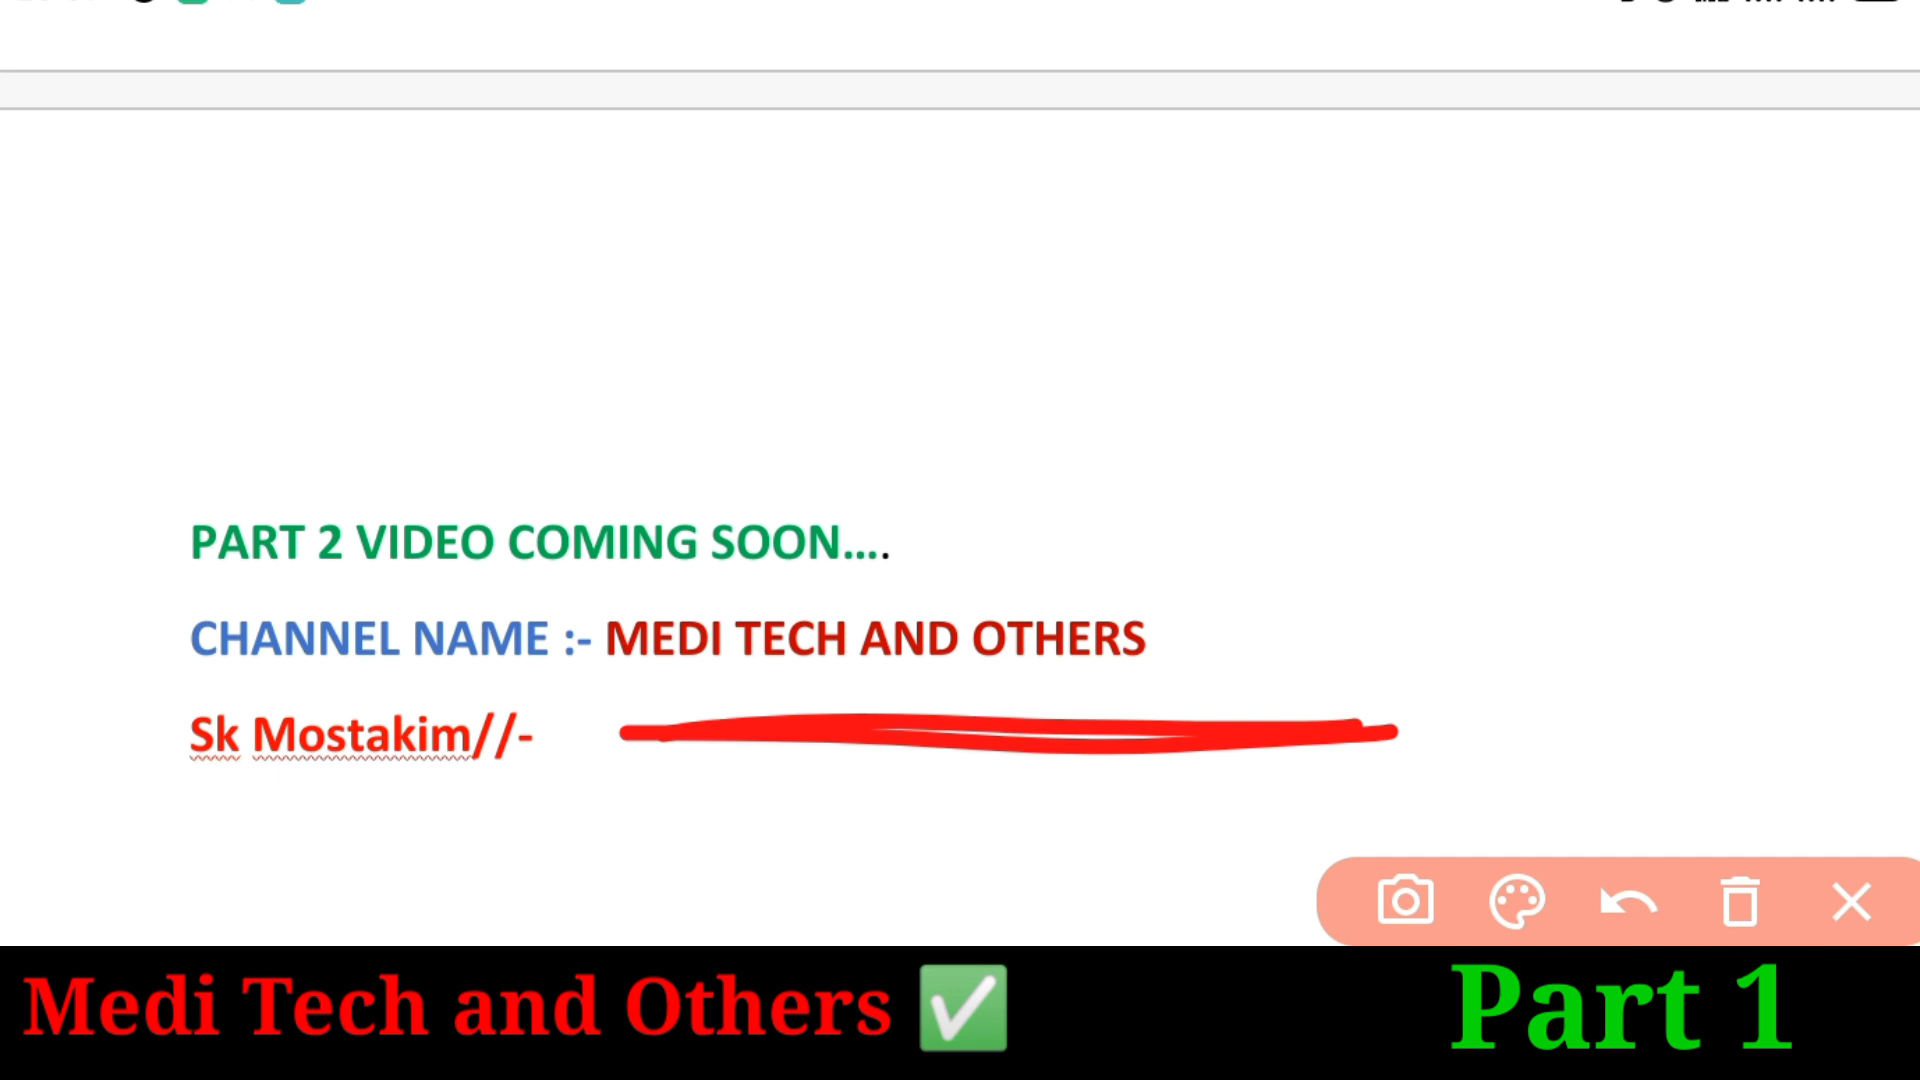 PART 2 VIDEO COMING SOON....
CHANNEL NAME :- MEDI TECH AND OTHERS
Sk Mostakim//-
Medi Tech and Others ✅
Part 1